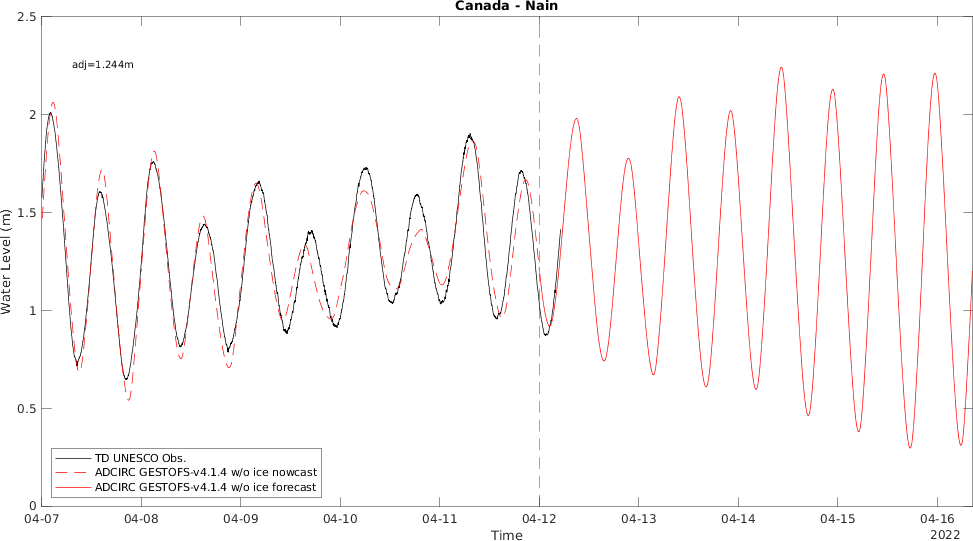 Canada - Nain
2.5
adj=1.244m
2
1.5
Water Level (m)
1
0.5
TD UNESCO Obs.
ADCIRC GESTOFS-v4.1.4 w/o ice nowcast
ADCIRC GESTOFS-v4.1.4 w/o ice forecast
0
04-07 04-08 04-09 04-10 04-11 04-12 04-13 04-14 04-15 04-16
Time
2022